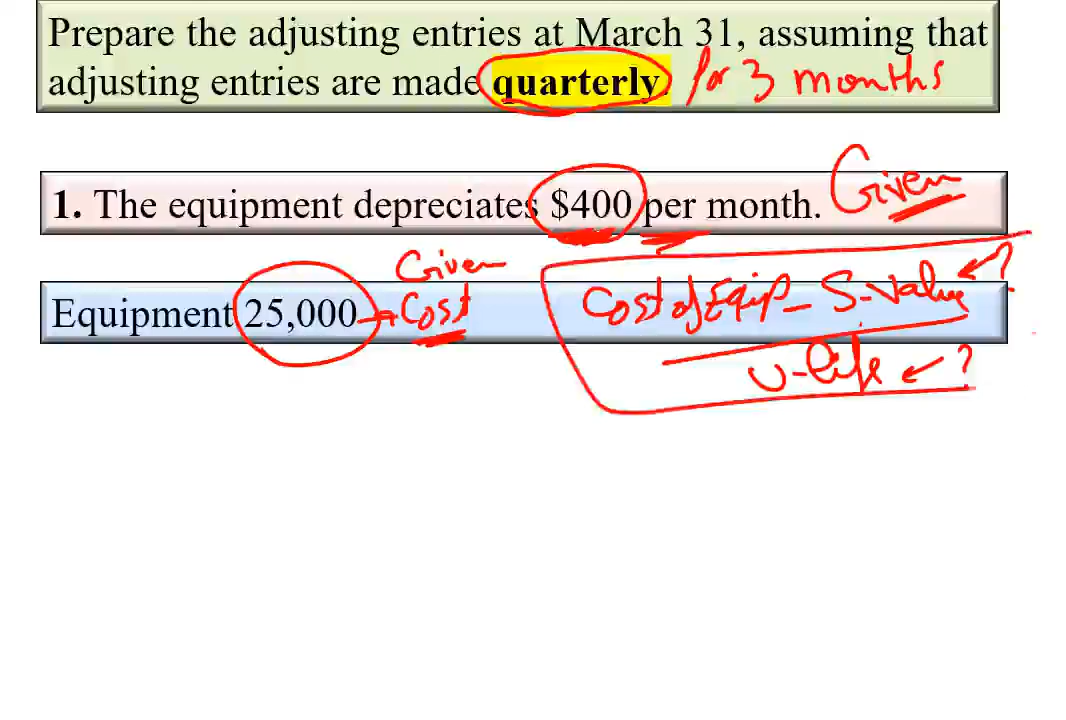 Prepare the adjusting entries at March 31, assuming that
adjusting entries are made quarterly. for 3 months
1. The equipment depreciates $400 per month. Given
Given
Equipment 25,000 → Cost
Cost of Equip - S-Value ← ?
U-life ← ?